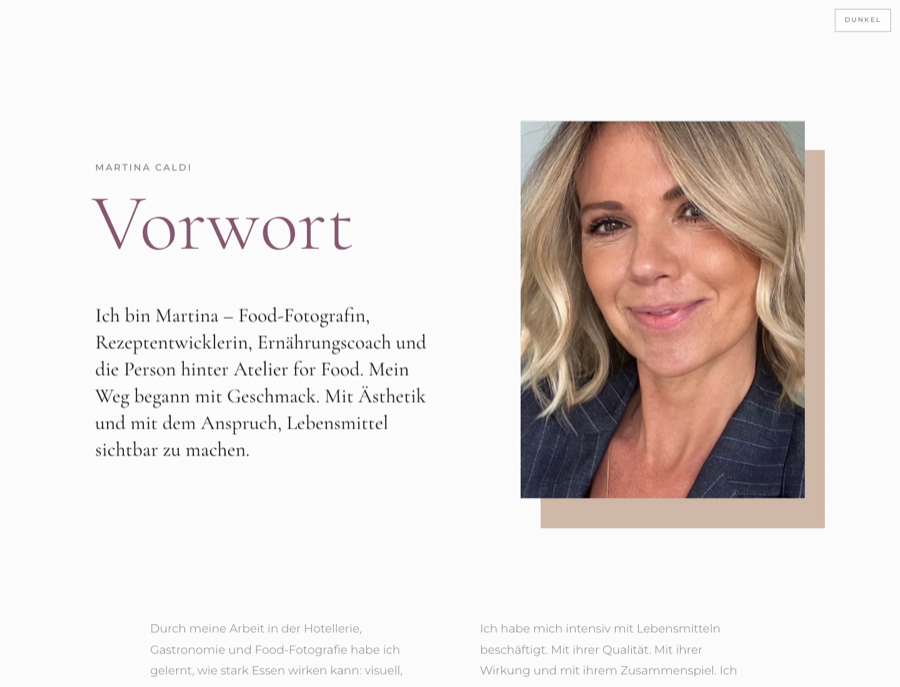 DUNKEL
MARTINA CALDI
Vorwort
Ich bin Martina – Food-Fotografin,
Rezeptentwicklerin, Ernährungscoach und
die Person hinter Atelier for Food. Mein
Weg begann mit Geschmack. Mit Ästhetik
und mit dem Anspruch, Lebensmittel
sichtbar zu machen.
Durch meine Arbeit in der Hotellerie,
Gastronomie und Food-Fotografie habe ich
gelernt, wie stark Essen wirken kann: visuell,
Ich habe mich intensiv mit Lebensmitteln
beschäftigt. Mit ihrer Qualität. Mit ihrer
Wirkung und mit ihrem Zusammenspiel. Ich